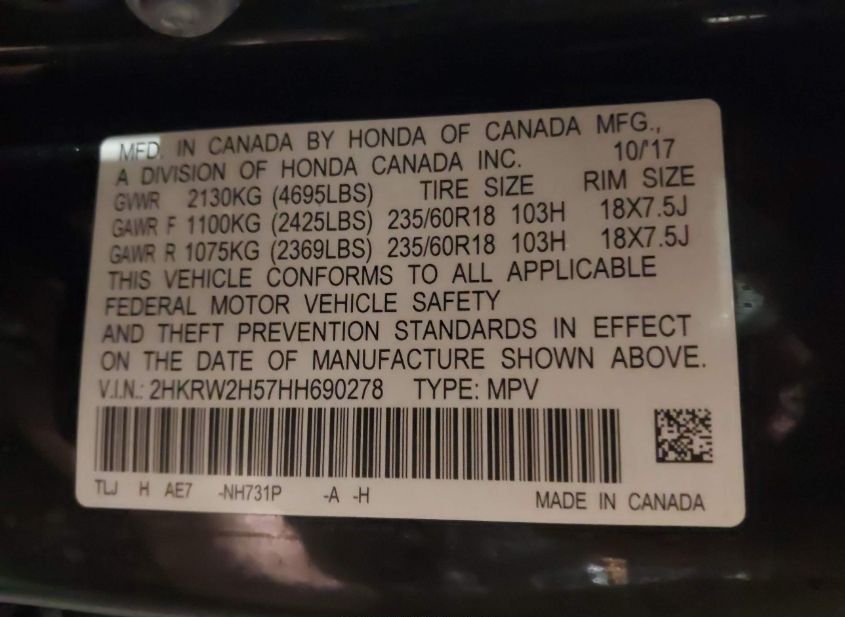 MFD. IN CANADA BY HONDA OF CANADA MFG.,
A DIVISION OF HONDA CANADA INC. 10/'17
GVWR 2130KG (4695LBS) TIRE SIZE RIM SIZE
GAWR F 1100KG (2425LBS) 235/60R18 103H 18X7.5J
GAWR R 1075KG (2369LBS) 235/60R18 103H 18X7.5J
THIS VEHICLE CONFORMS TO ALL APPLICABLE
FEDERAL MOTOR VEHICLE SAFETY
AND THEFT PREVENTION STANDARDS IN EFFECT
ON THE DATE OF MANUFACTURE SHOWN ABOVE.
V.I.N.: 2HKRW2H57HH690278 TYPE: MPV
TLJ H AE7 -NH731P -A -H MADE IN CANADA